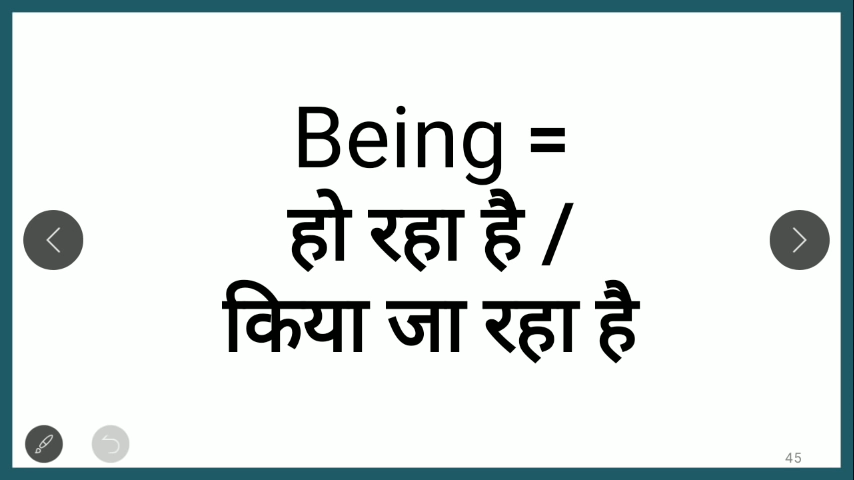 Being =
हो रहा है /
किया जा रहा है
45